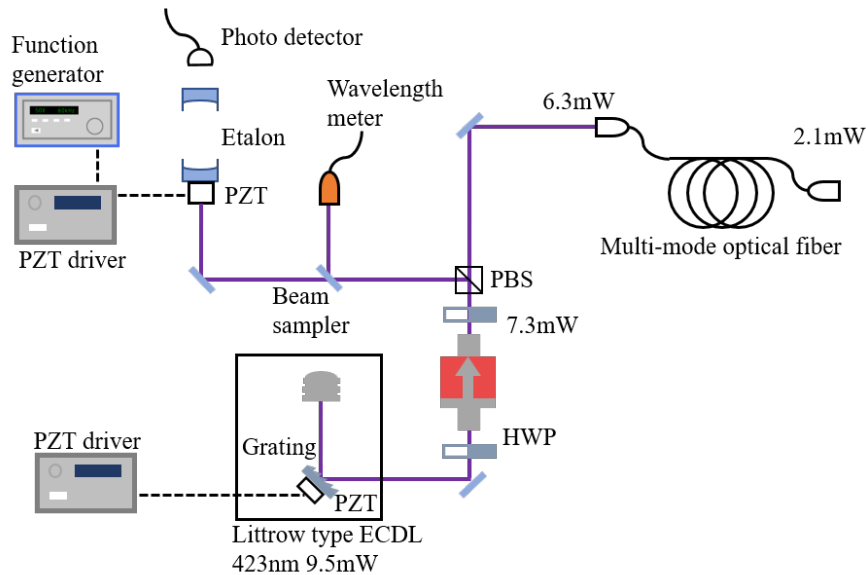 Photo detector
Function
generator
Wavelength
meter
6.3mW
Etalon
2.1mW
PZT
PZT driver
Multi-mode optical fiber
PBS
Beam
sampler
7.3mW
HWP
Grating
PZT driver
PZT
Littrow type ECDL
423nm 9.5mW